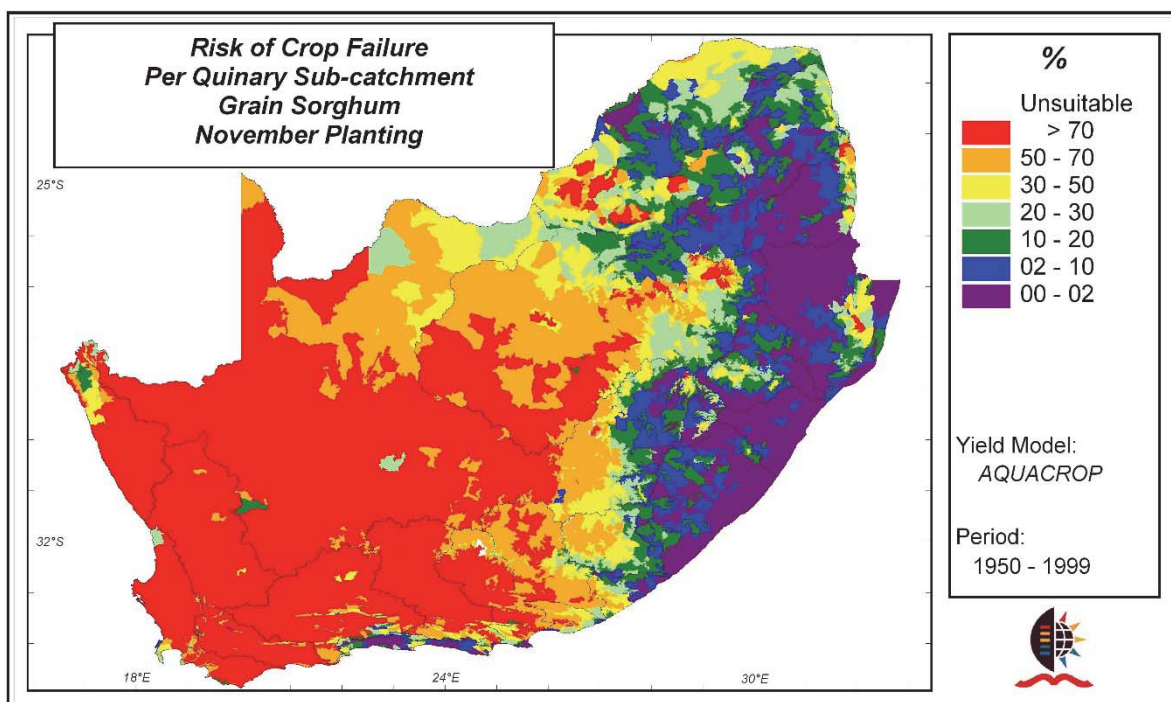 Risk of Crop Failure
Per Quinary Sub-catchment
Grain Sorghum
November Planting
25°S
32°S
18°E
24°E
30°E
%
Unsuitable
> 70
50 - 70
30 - 50
20 - 30
10 - 20
02 - 10
00 - 02
Yield Model:
AQUACROP
Period:
1950 - 1999